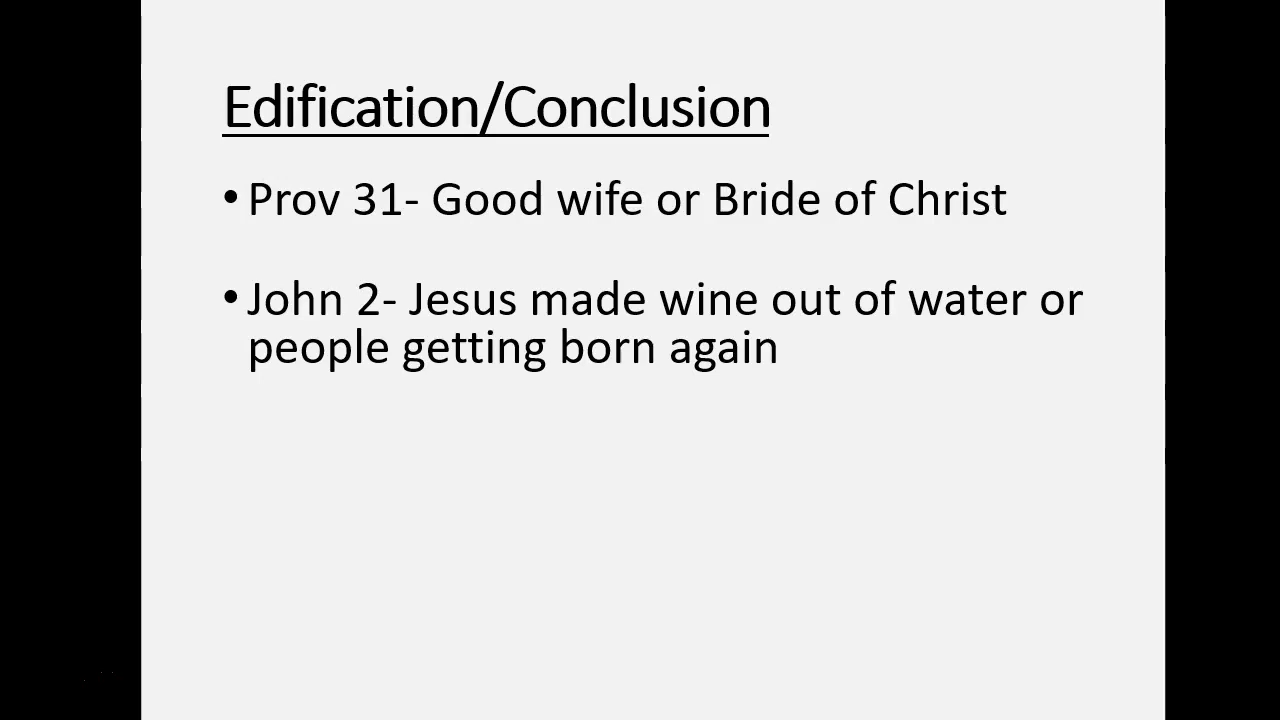 Edification/Conclusion
• Prov 31- Good wife or Bride of Christ
• John 2- Jesus made wine out of water or
people getting born again